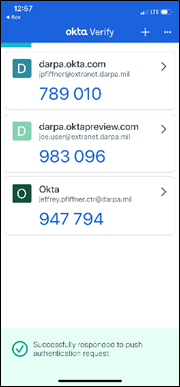 12:57
LTE
Box
okta Verify
D
darpa.okta.com
jpfiffner@extranet.darpa.mil
789 010
D
darpa.oktapreview.com
joe.user@extranet.darpa.mil
983 096
O
Okta
jeffrey.pfiffner.ctr@darpa.mil
947 794
Successfully responded to push
authentication request